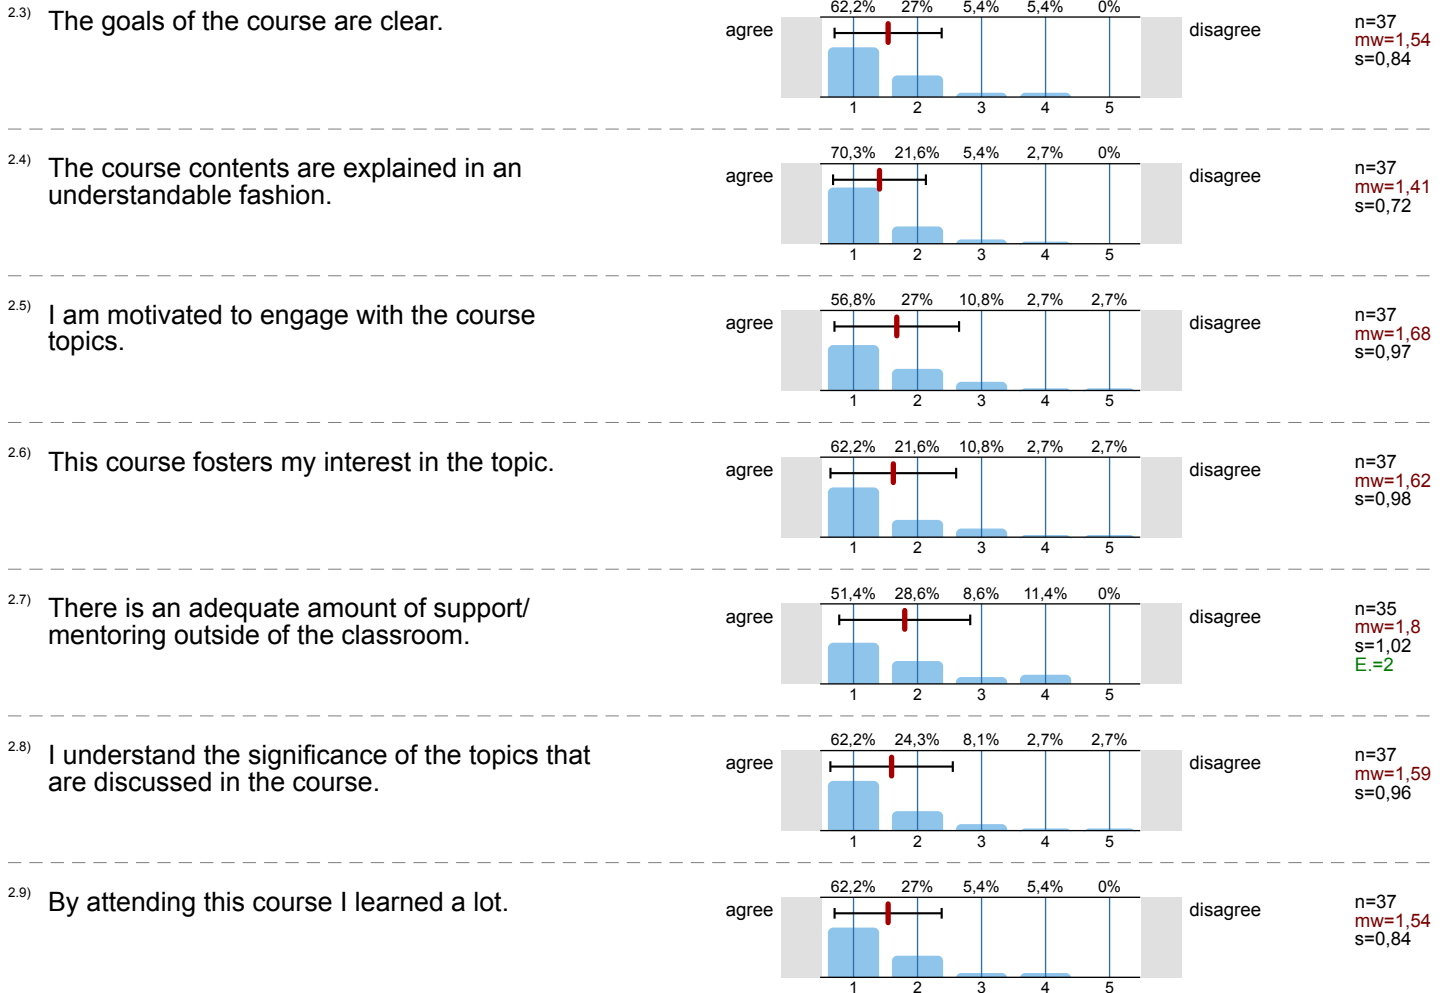 2.3) The goals of the course are clear.
62,2% 27% 5,4% 5,4% 0%
agree disagree
1 2 3 4 5
n=37
mw=1,54
s=0,84
2.4) The course contents are explained in an
understandable fashion.
70,3% 21,6% 5,4% 2,7% 0%
agree disagree
1 2 3 4 5
n=37
mw=1,41
s=0,72
2.5) I am motivated to engage with the course
topics.
56,8% 27% 10,8% 2,7% 2,7%
agree disagree
1 2 3 4 5
n=37
mw=1,68
s=0,97
2.6) This course fosters my interest in the topic.
62,2% 21,6% 10,8% 2,7% 2,7%
agree disagree
1 2 3 4 5
n=37
mw=1,62
s=0,98
2.7) There is an adequate amount of support/
mentoring outside of the classroom.
51,4% 28,6% 8,6% 11,4% 0%
agree disagree
1 2 3 4 5
n=35
mw=1,8
s=1,02
E.=2
2.8) I understand the significance of the topics that
are discussed in the course.
62,2% 24,3% 8,1% 2,7% 2,7%
agree disagree
1 2 3 4 5
n=37
mw=1,59
s=0,96
2.9) By attending this course I learned a lot.
62,2% 27% 5,4% 5,4% 0%
agree disagree
1 2 3 4 5
n=37
mw=1,54
s=0,84